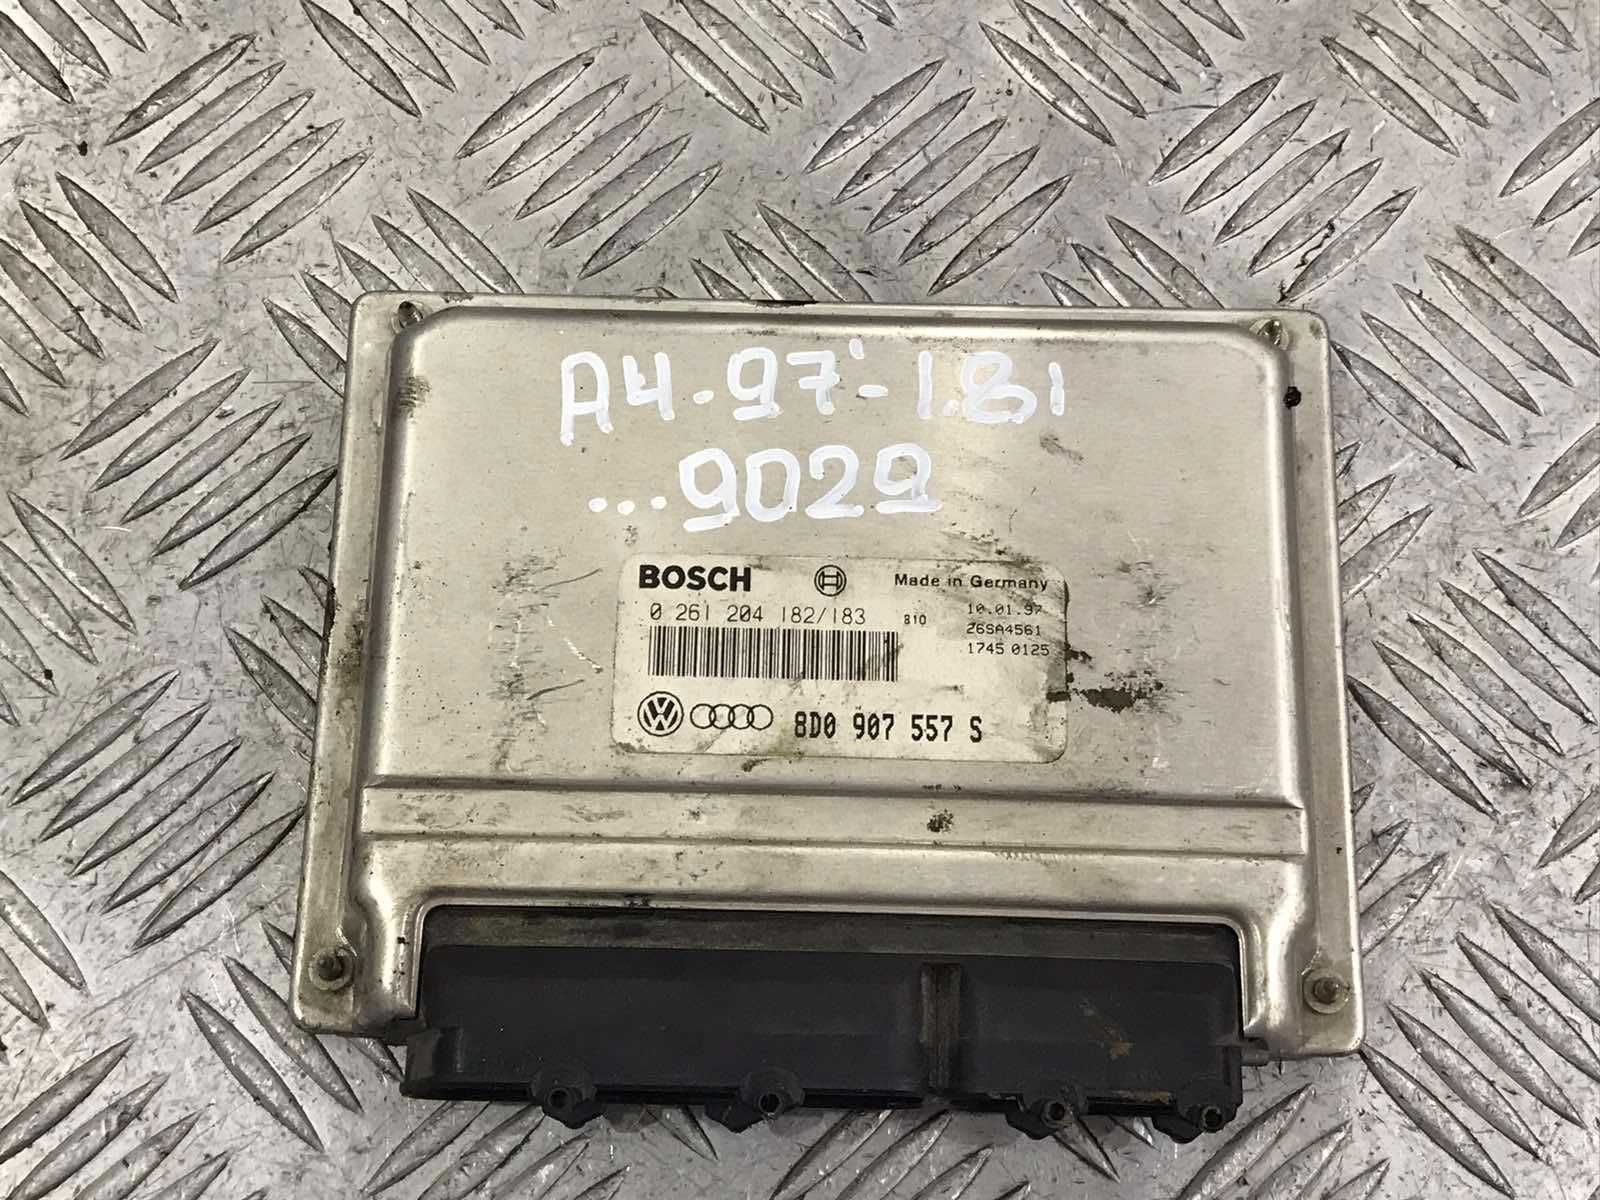 A4-97'-1.8i
...9029
BOSCH Made in Germany
0 261 204 182/183 B10 10.01.97
26SA4561
1745 0125
8D0 907 557 S